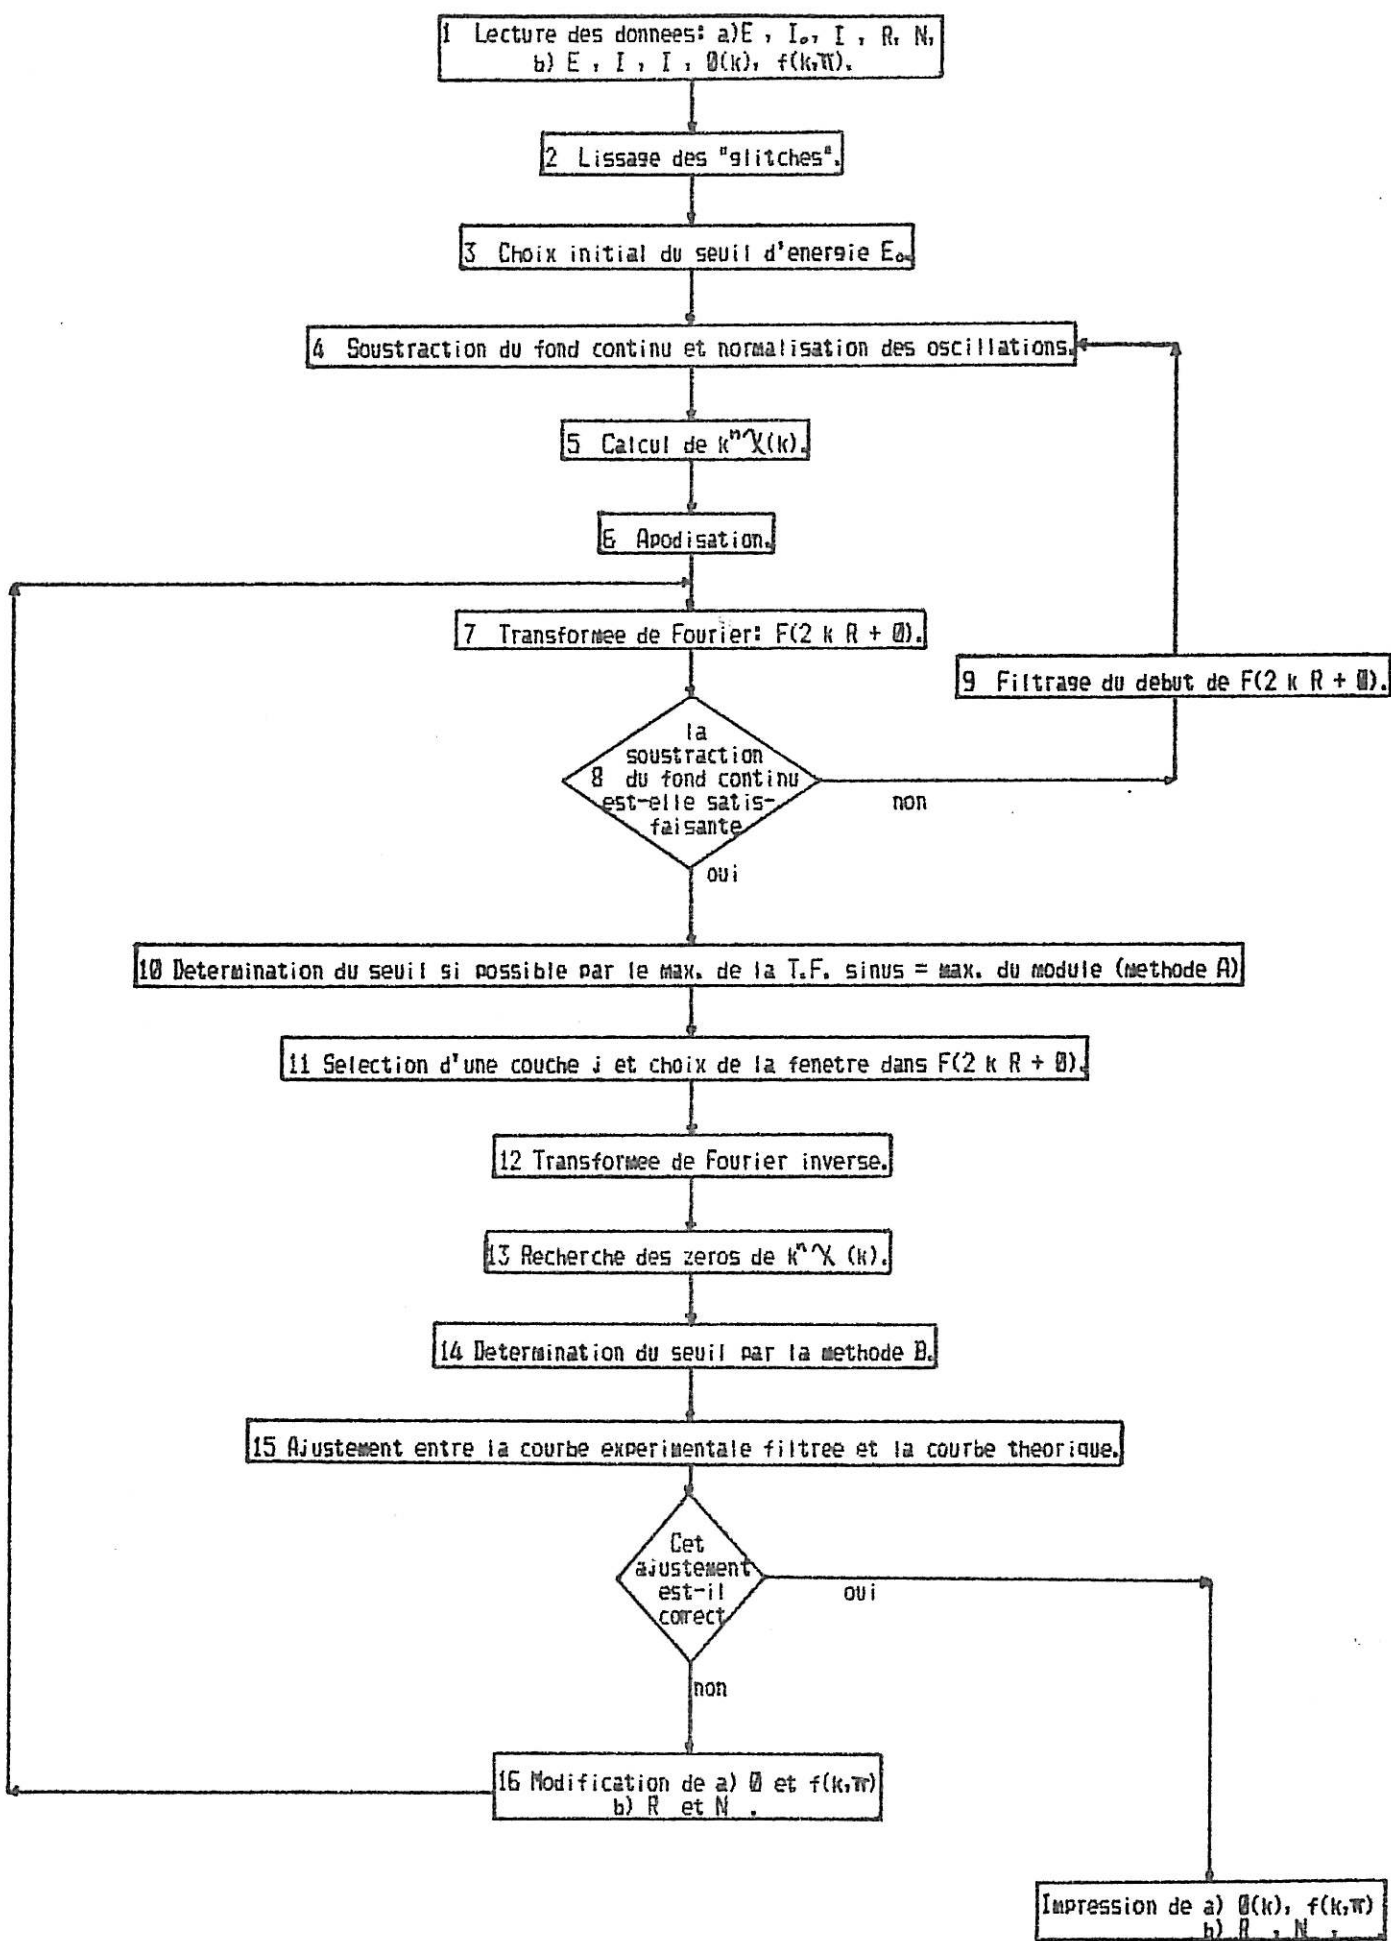 1 Lecture des donnees: a)E , I₀, I , R, N,
b) E , I , I , Ø(k), f(k,π).
2 Lissage des "glitches".
3 Choix initial du seuil d'energie E₀.
4 Soustraction du fond continu et normalisation des oscillations.
5 Calcul de kⁿχ(k).
6 Apodisation.
7 Transformee de Fourier: F(2 k R + Ø).
9 Filtrage du debut de F(2 k R + Ø).
la
soustraction
8 du fond continu
est-elle satis-
faisante
non
oui
10 Determination du seuil si possible par le max. de la T.F. sinus = max. du module (methode A)
11 Selection d'une couche j et choix de la fenetre dans F(2 k R + Ø).
12 Transformee de Fourier inverse.
13 Recherche des zeros de kⁿχ (k).
14 Determination du seuil par la methode B.
15 Ajustement entre la courbe experimentale filtree et la courbe theorique.
Cet
ajustement
est-il
correct
oui
non
16 Modification de a) Ø et f(k,π)
b) R et N .
Impression de a) Ø(k), f(k,π)
b) R , N ,